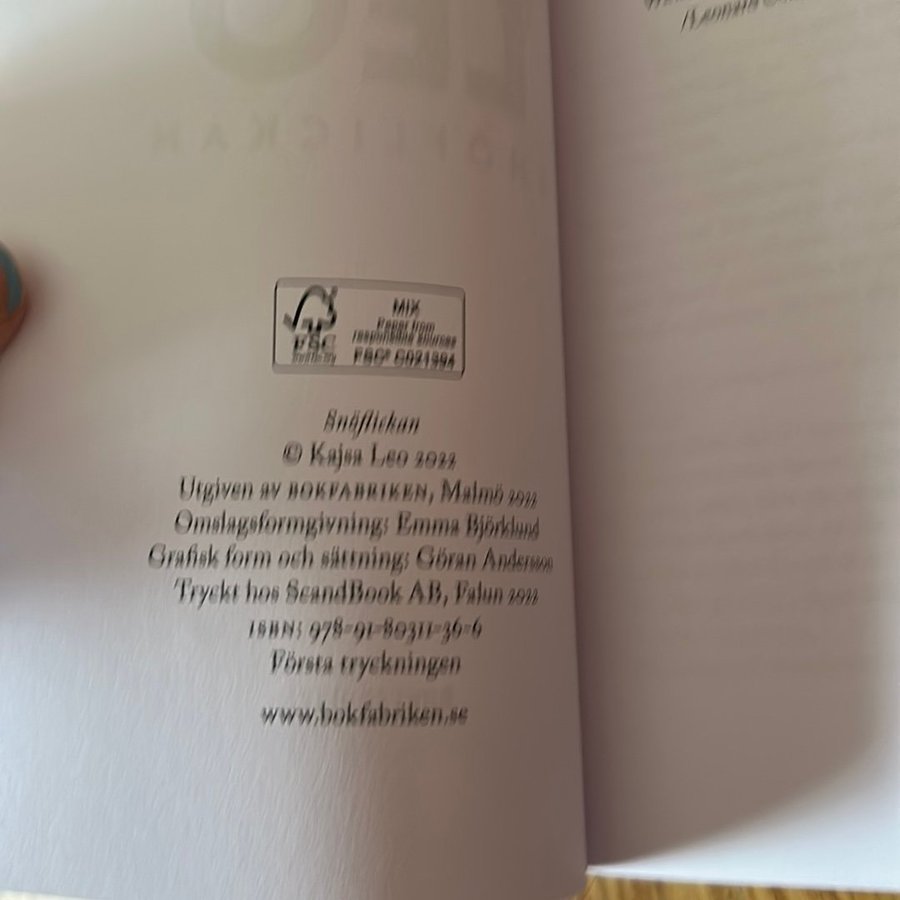 /Lennard
FSC
MIX
Paper from
responsible sources
FSC® C021394
Snöflickan
© Kajsa Leo 2022
Utgiven av BOKFABRIKEN, Malmö 2022
Omslagsformgivning: Emma Björklund
Grafisk form och sättning: Göran Andersson
Tryckt hos ScandBook AB, Falun 2022
ISBN: 978-91-80311-36-6
Första tryckningen
www.bokfabriken.se